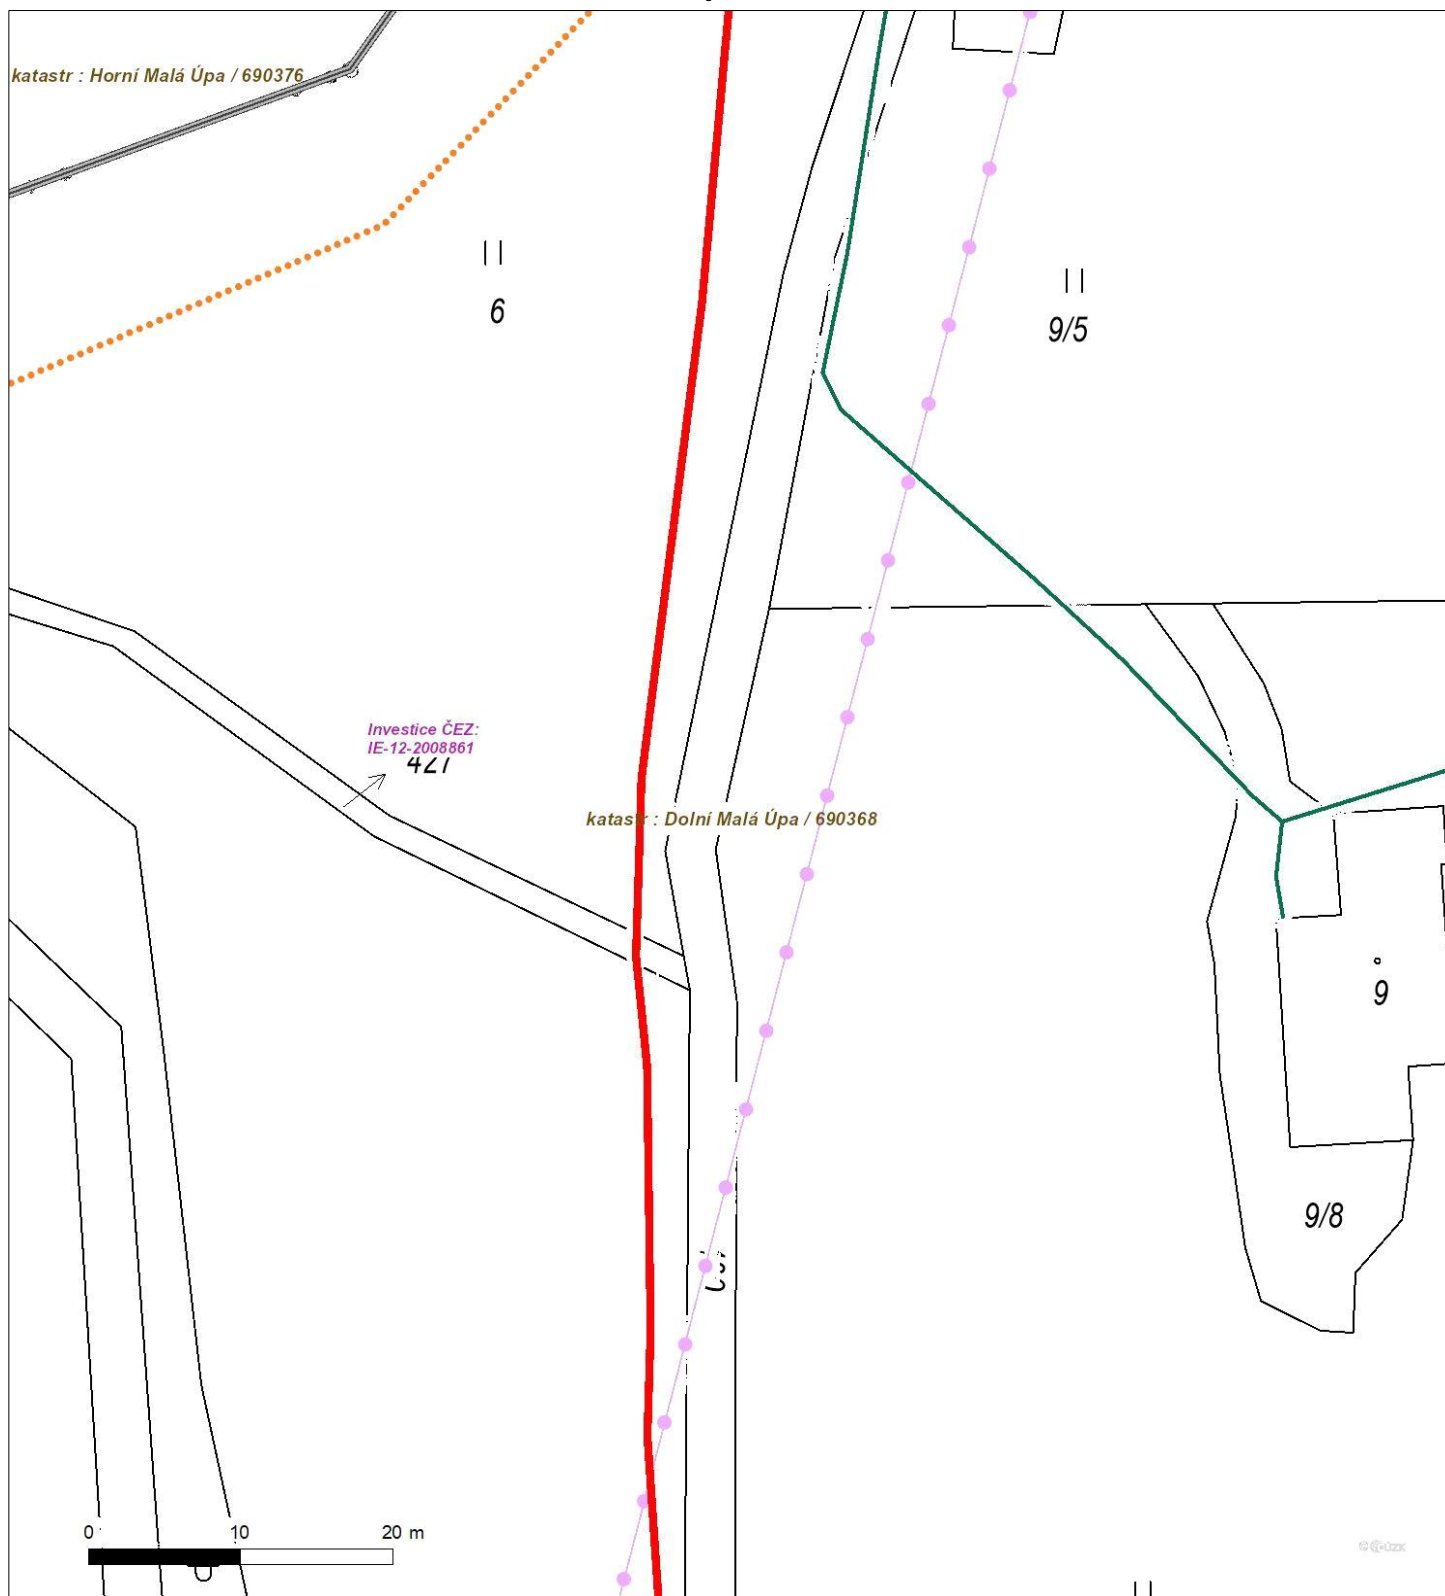 katastr : Horní Malá Úpa / 690376
6
9/5
Investice ČEZ:
IE-12-2008861
427
katastr : Dolní Malá Úpa / 690368
9
9/8
0 10 20 m